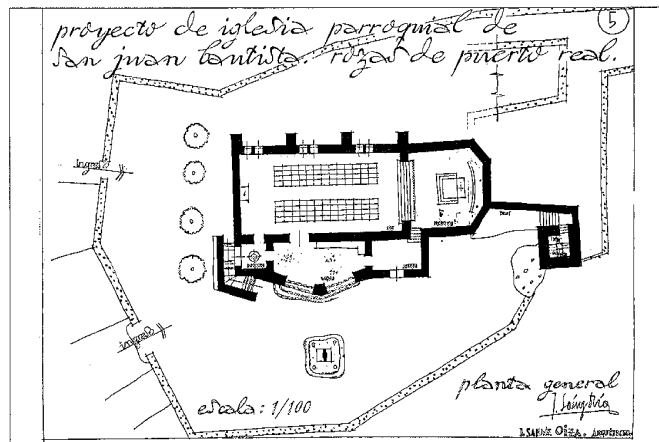 proyecto de iglesia parroquial de
5
san juan bautista. rozas de puerto real.
ingreso
ingreso
escala: 1/100
planta general
J. SAENZ OIZA. Arquitecto